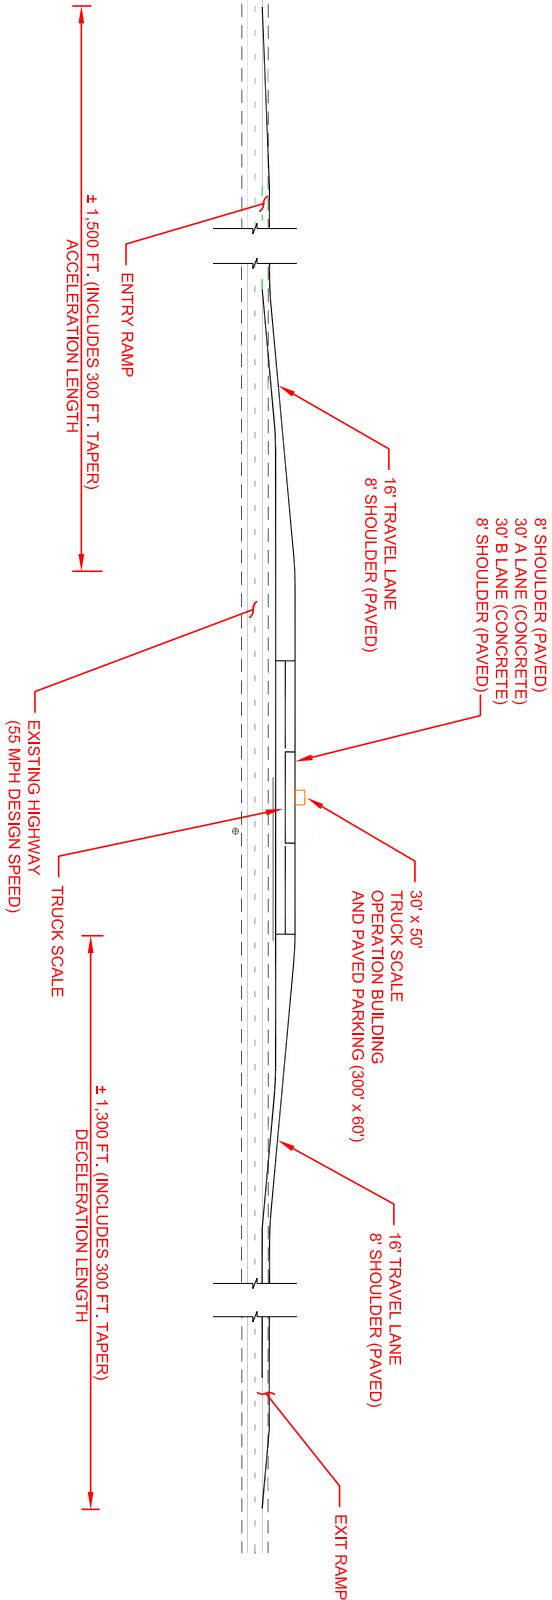 8' SHOULDER (PAVED)
30' A LANE (CONCRETE)
30' B LANE (CONCRETE)
8' SHOULDER (PAVED)
16' TRAVEL LANE
8' SHOULDER (PAVED)
30' x 50'
TRUCK SCALE
OPERATION BUILDING
AND PAVED PARKING (300' x 60')
16' TRAVEL LANE
8' SHOULDER (PAVED)
EXIT RAMP
ENTRY RAMP
± 1,500 FT. (INCLUDES 300 FT. TAPER)
ACCELERATION LENGTH
EXISTING HIGHWAY
(55 MPH DESIGN SPEED)
TRUCK SCALE
± 1,300 FT. (INCLUDES 300 FT. TAPER)
DECELERATION LENGTH